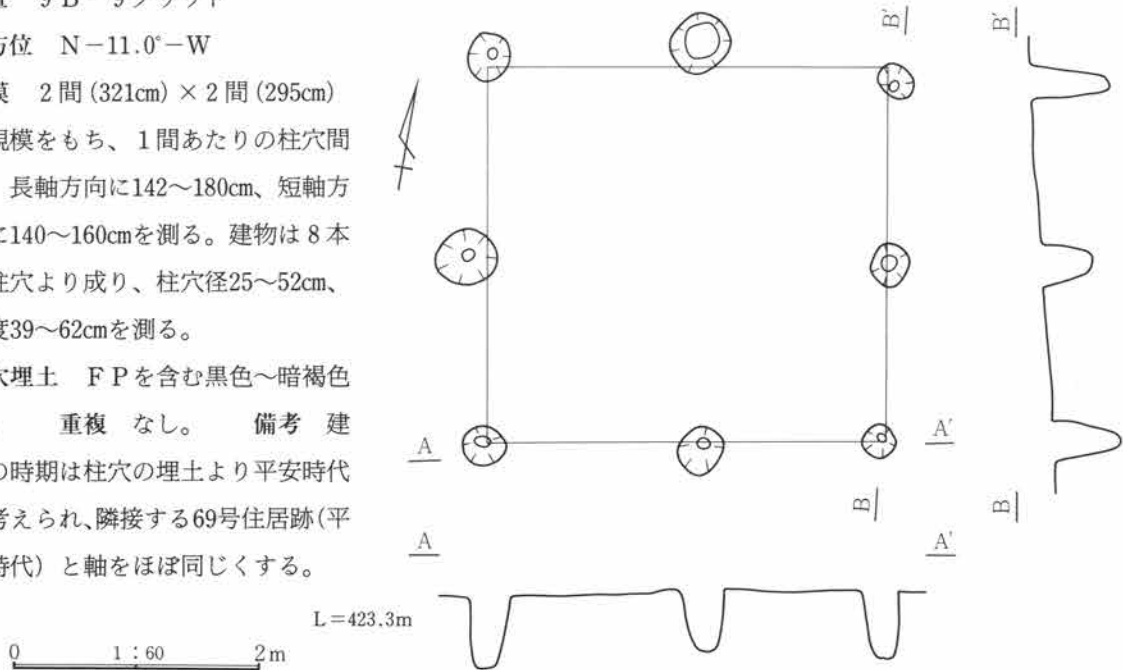 9B-9グリッド
方位 N-11.0°-W
模 2間(321cm)×2間(295cm)
規模をもち、1間あたりの柱穴間
長軸方向に142~180cm、短軸方
に140~160cmを測る。建物は8本
柱穴より成り、柱穴径25~52cm、
度39~62cmを測る。
穴埋土 FPを含む黒色~暗褐色
重複 なし。 備考 建
の時期は柱穴の埋土より平安時代
考えられ、隣接する69号住居跡(平
時代)と軸をほぼ同じくする。
L=423.3m
0 1:60 2m
B'
B'
A
A'
B
B
A
A'